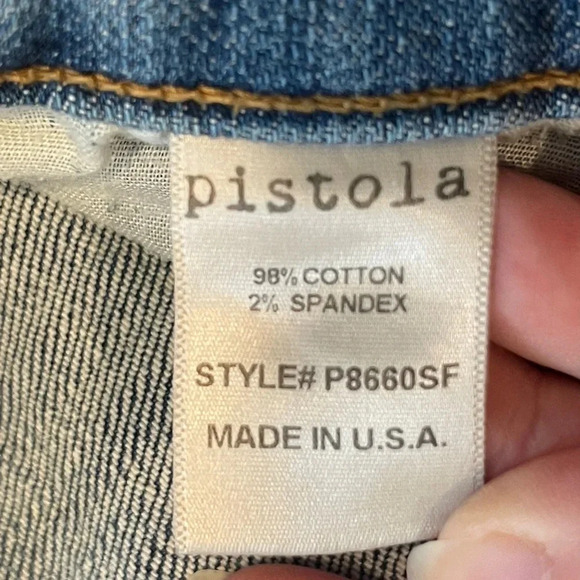 pistola
98% COTTON
2% SPANDEX
STYLE# P8660SF
MADE IN U.S.A.